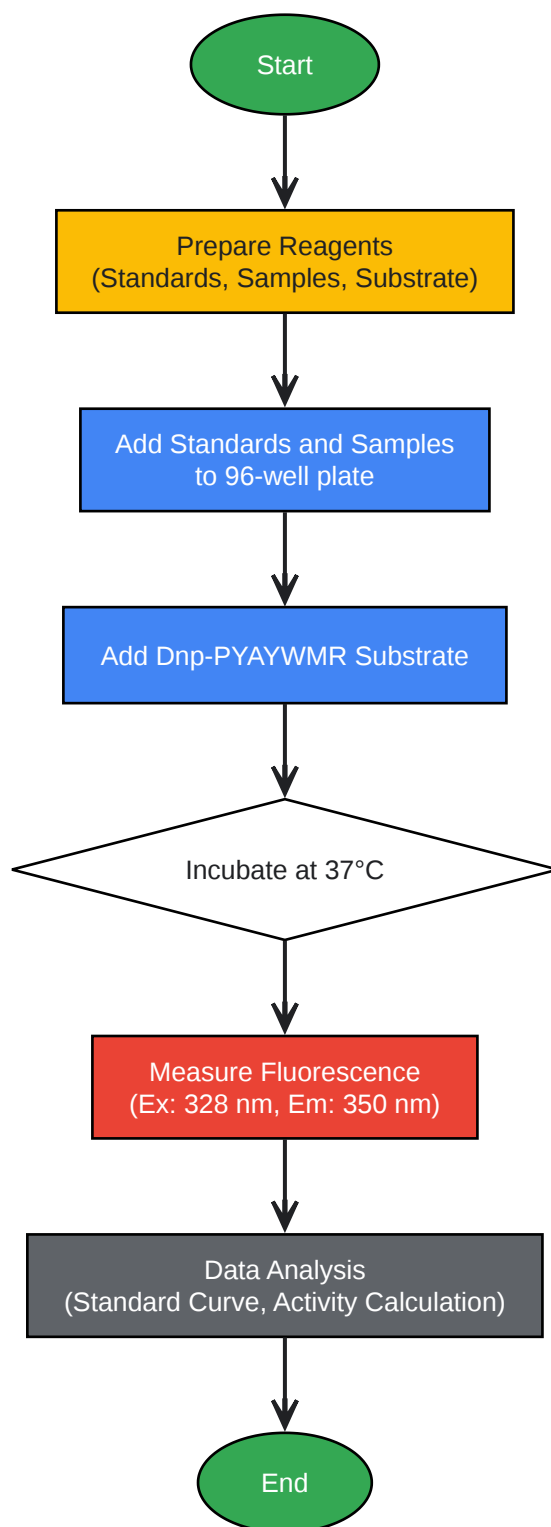 Start
Prepare Reagents
(Standards, Samples, Substrate)
Add Standards and Samples
to 96-well plate
Add Dnp-PYAYWMR Substrate
Incubate at 37°C
Measure Fluorescence
(Ex: 328 nm, Em: 350 nm)
Data Analysis
(Standard Curve, Activity Calculation)
End